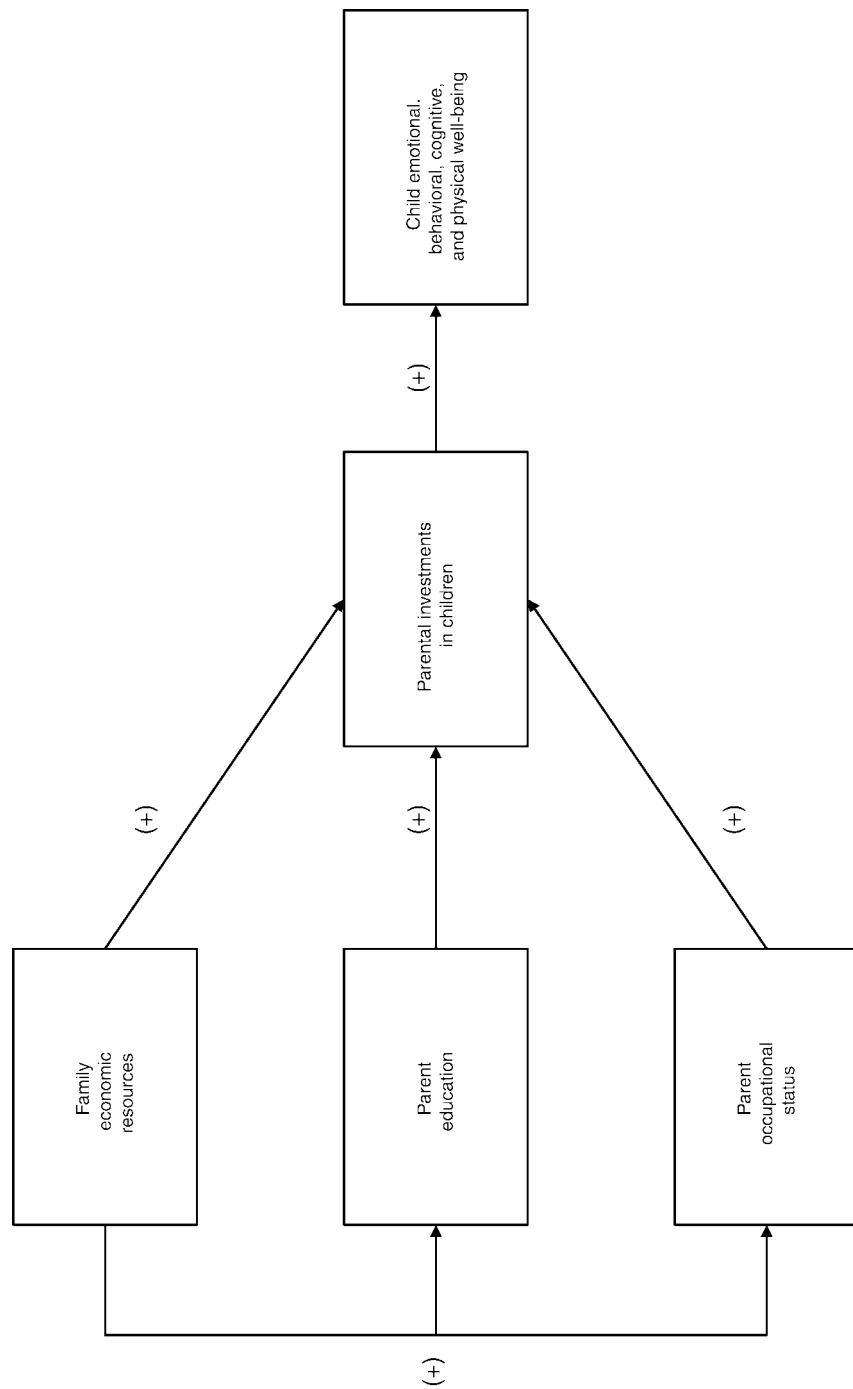 Family
economic
resources
(+)
Parent
education
(+)
Parental investments
in children
(+)
Child emotional.
behavioral, cognitive,
and physical well-being
(+)
Parent
occupational
status
(+)